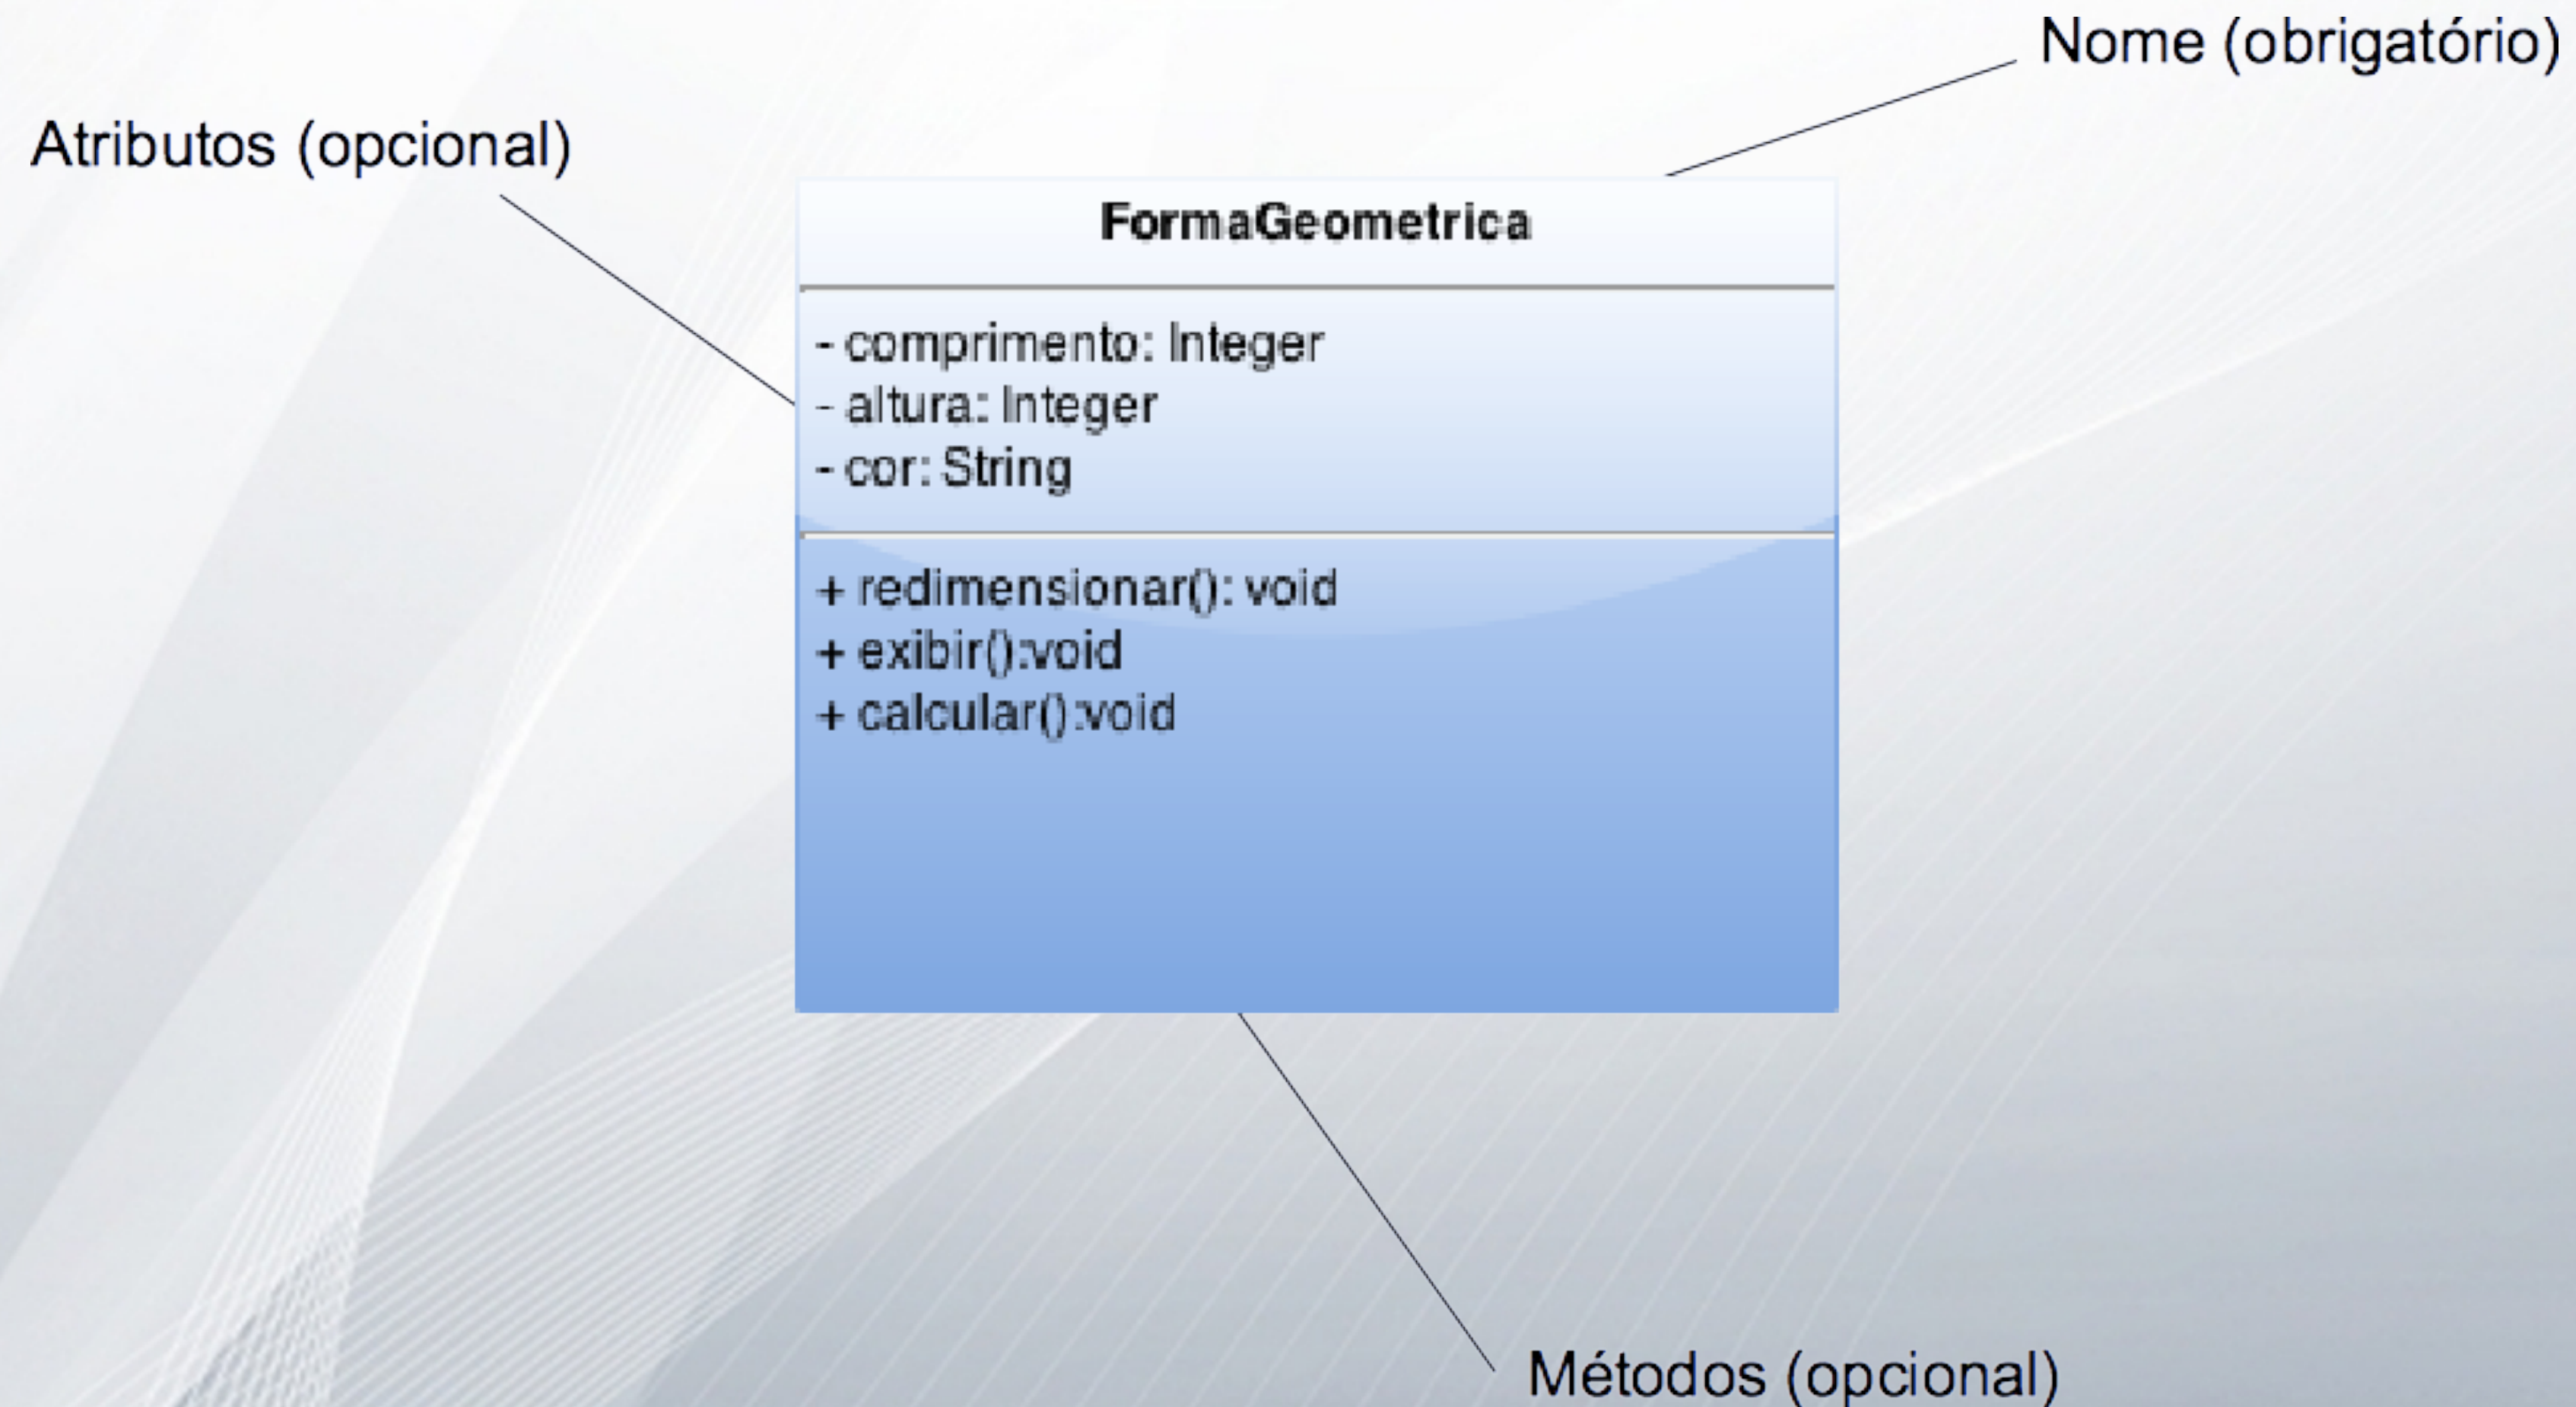 Nome (obrigatório)
Atributos (opcional)
FormaGeometrica
- comprimento: Integer
- altura: Integer
- cor: String
+ redimensionar(): void
+ exibir():void
+ calcular():void
Métodos (opcional)